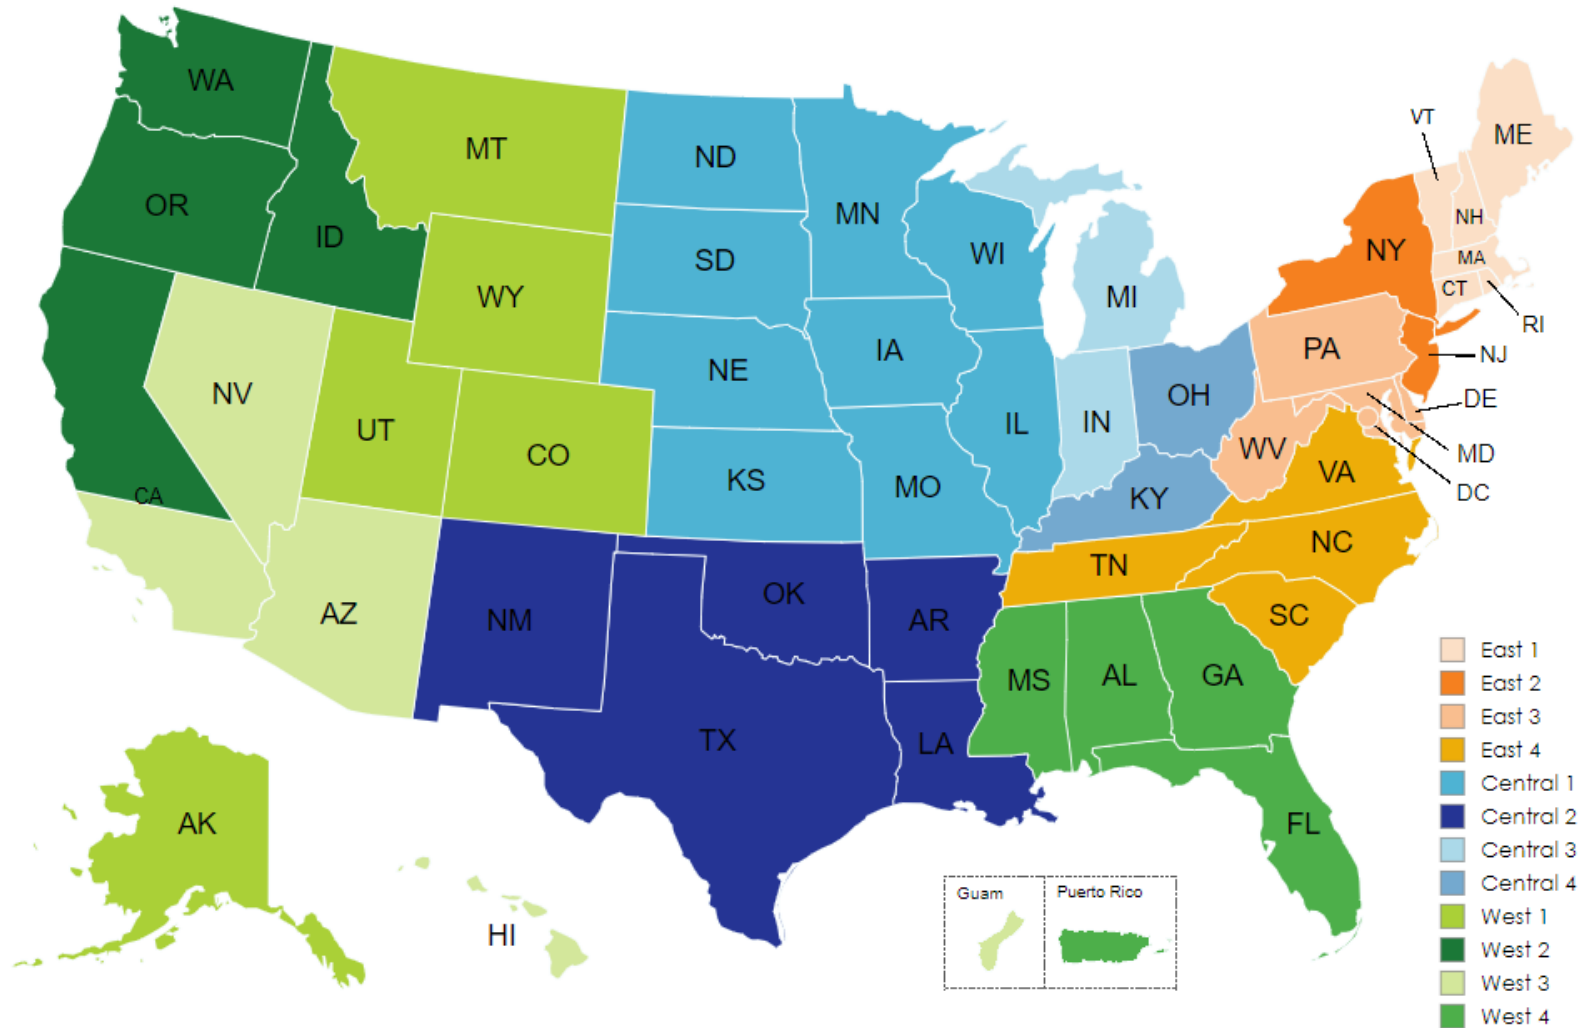 WA
MT
ND
MN
VT
ME
OR
ID
SD
WI
NH
NY
MA
WY
MI
CT
RI
NE
IA
PA
NJ
NV
UT
CO
IL
IN
OH
DE
WV
MD
VA
DC
CA
KS
MO
KY
NC
TN
AZ
NM
OK
AR
SC
MS
AL
GA
TX
LA
AK
FL
HI
Guam
Puerto Rico
East 1
East 2
East 3
East 4
Central 1
Central 2
Central 3
Central 4
West 1
West 2
West 3
West 4